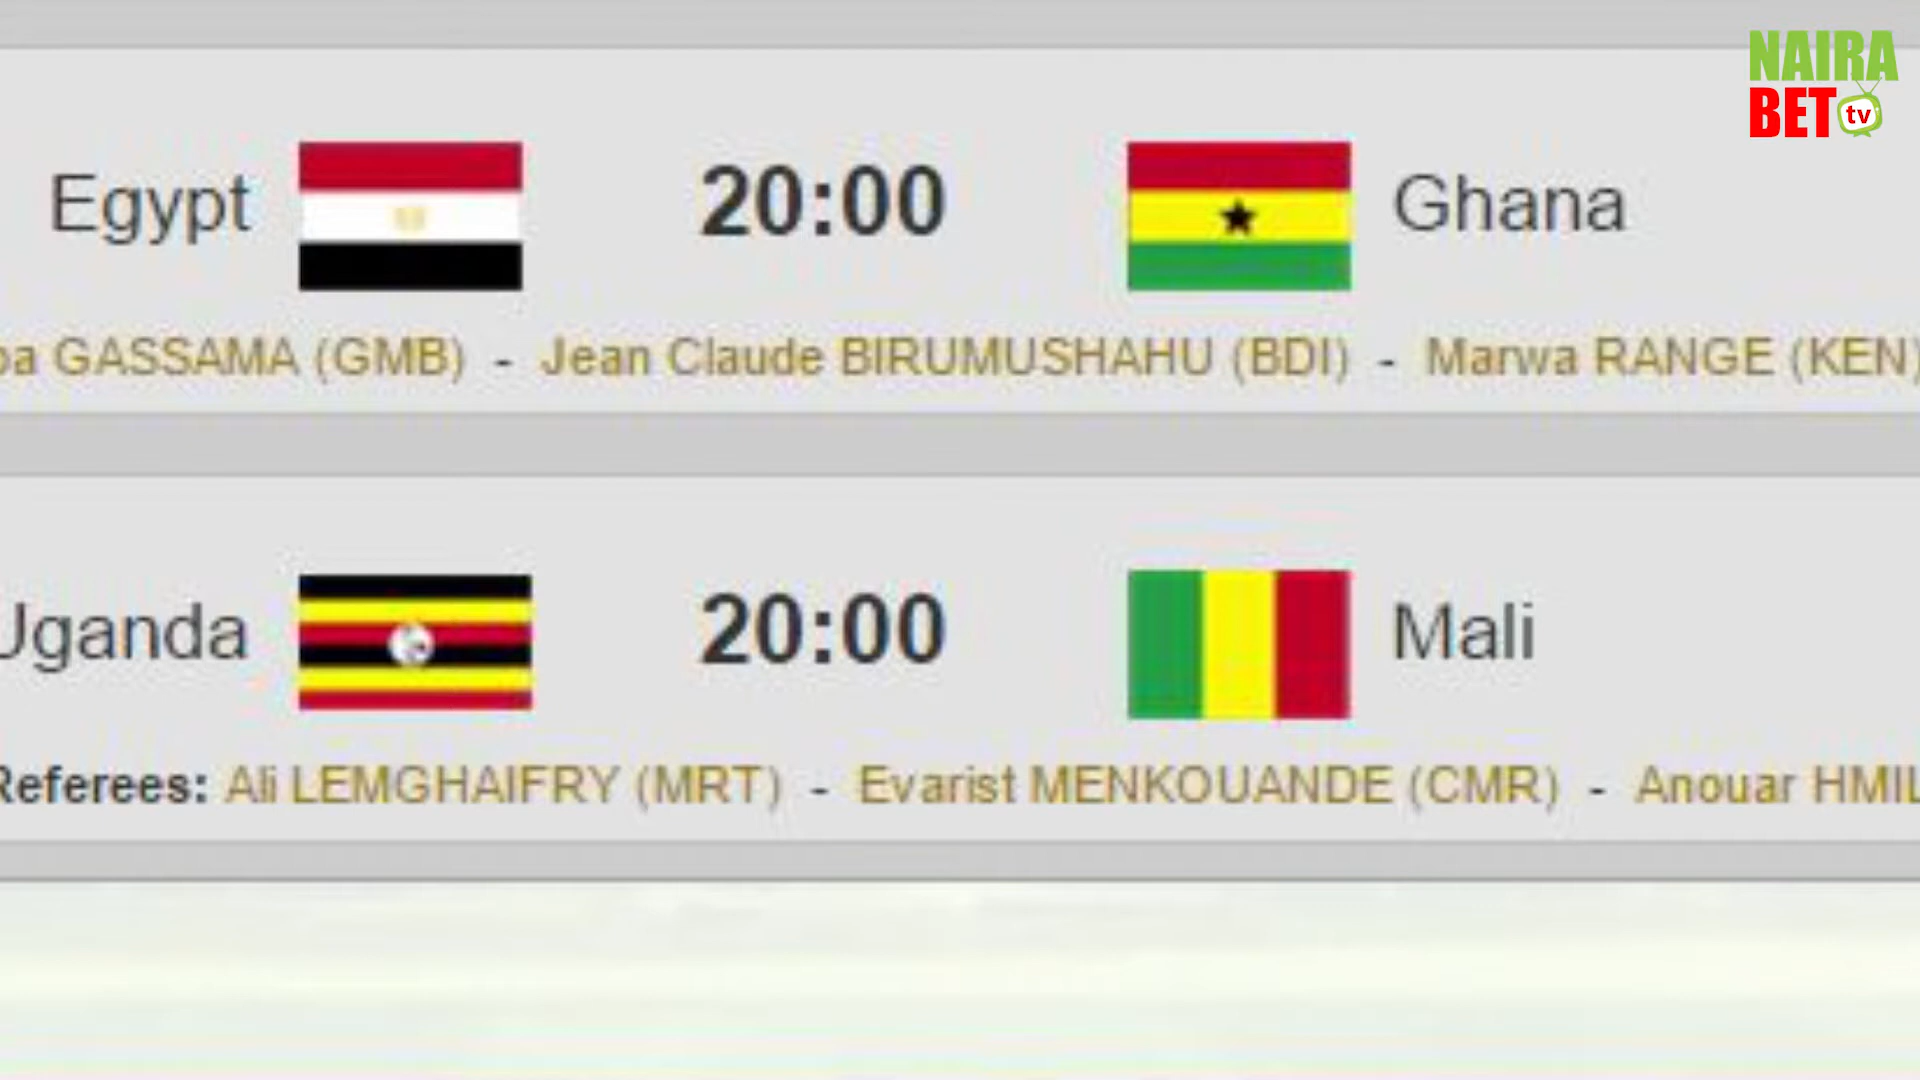 NAIRA
BET tv
Egypt 20:00 Ghana
GASSAMA (GMB) - Jean Claude BIRUMUSHAHU (BDI) - Marwa RANGE (KEN)
Uganda 20:00 Mali
Referees: Ali LEMGHAIFRY (MRT) - Evarist MENKOUANDE (CMR) - Anouar